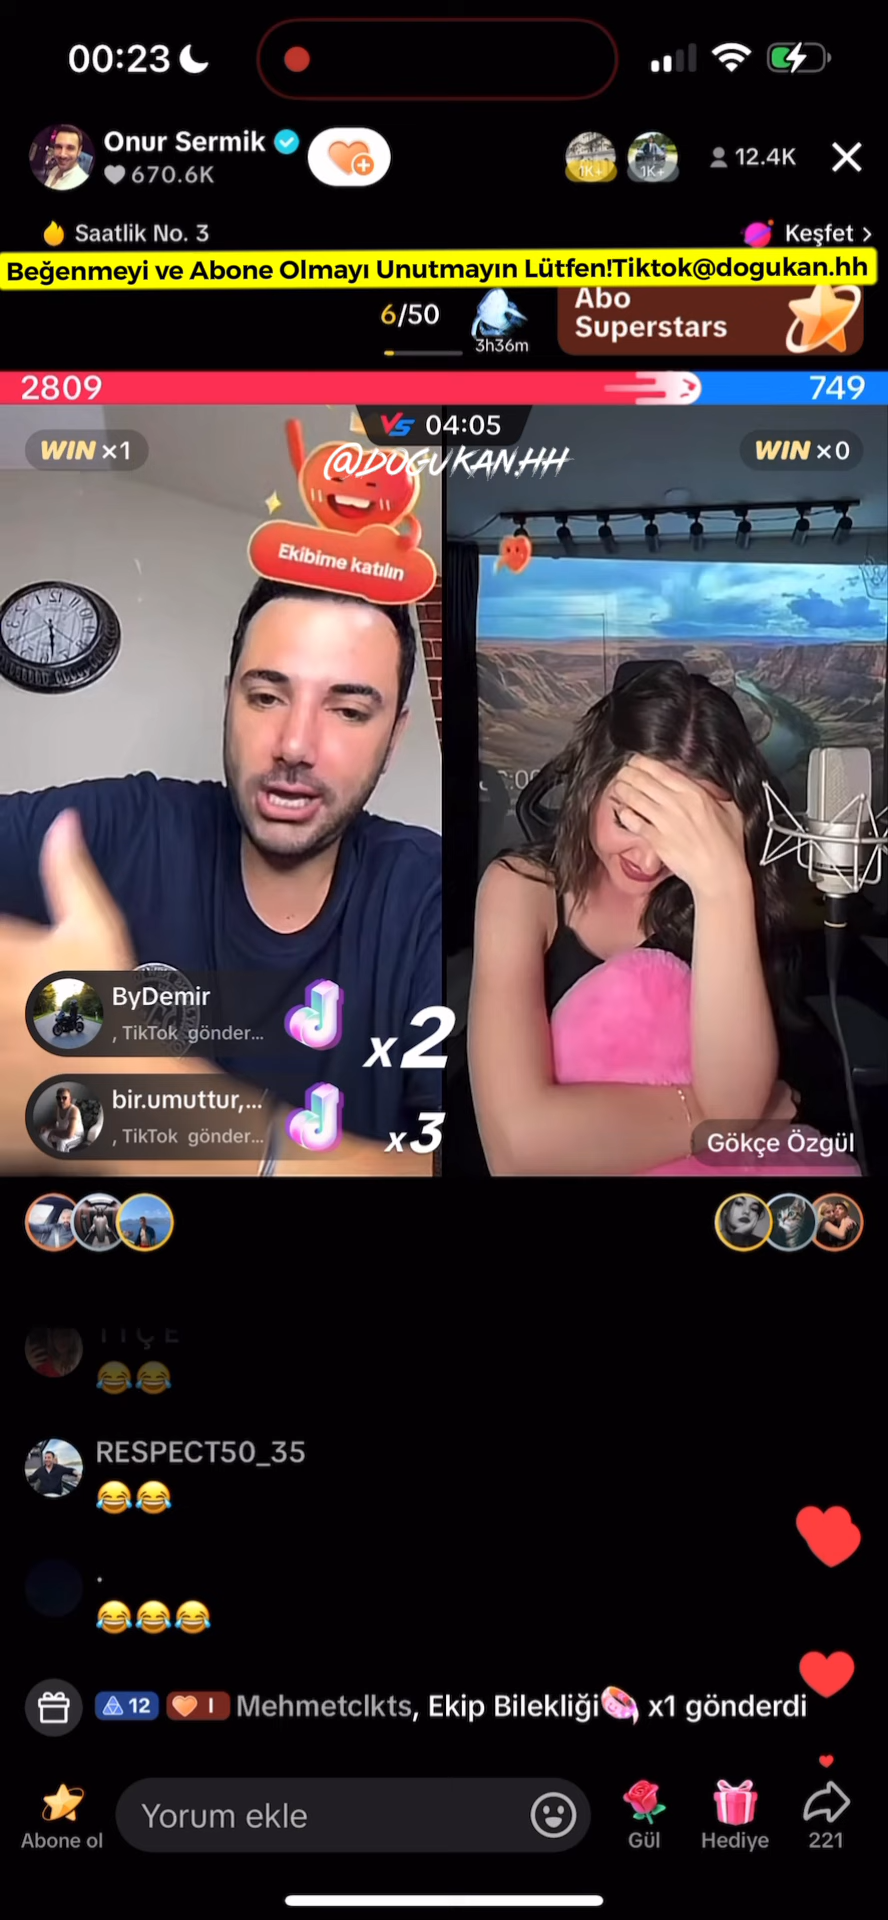 00:23
Onur Sermik
670.6K
1K+
1K+
12.4K
Saatlik No. 3
Keşfet >
Beğenmeyi ve Abone Olmayı Unutmayın Lütfen!Tiktok@dogukan.hh
6/50
3h36m
Abo
Superstars
2809
749
VS 04:05
WIN x1
WIN x0
@DOGUKAN.HH
Ekibime katılın
ByDemir
, TikTok gönder...
x2
bir.umuttur,...
, TikTok gönder...
x3
Gökçe Özgül
😂😂
RESPECT50_35
😂😂
.
😂😂😂
12 I Mehmetclkts, Ekip Bilekliği x1 gönderdi
Abone ol
Yorum ekle
Gül
Hediye
221